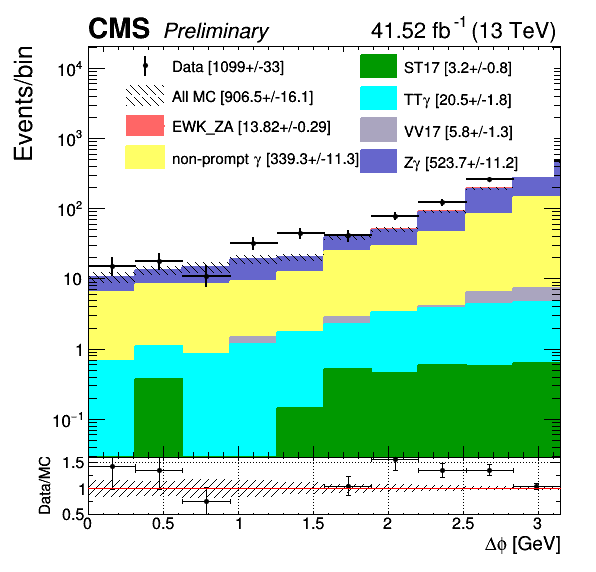 CMS Preliminary 41.52 fb⁻¹ (13 TeV)
Events/bin
10⁴
10³
10²
10
1
10⁻¹
Data [1099+/-33]
All MC [906.5+/-16.1]
EWK_ZA [13.82+/-0.29]
non-prompt γ [339.3+/-11.3]
ST17 [3.2+/-0.8]
TTγ [20.5+/-1.8]
VV17 [5.8+/-1.3]
Zγ [523.7+/-11.2]
Data/MC
1.5
1
0.5
0 0.5 1 1.5 2 2.5 3
Δϕ [GeV]